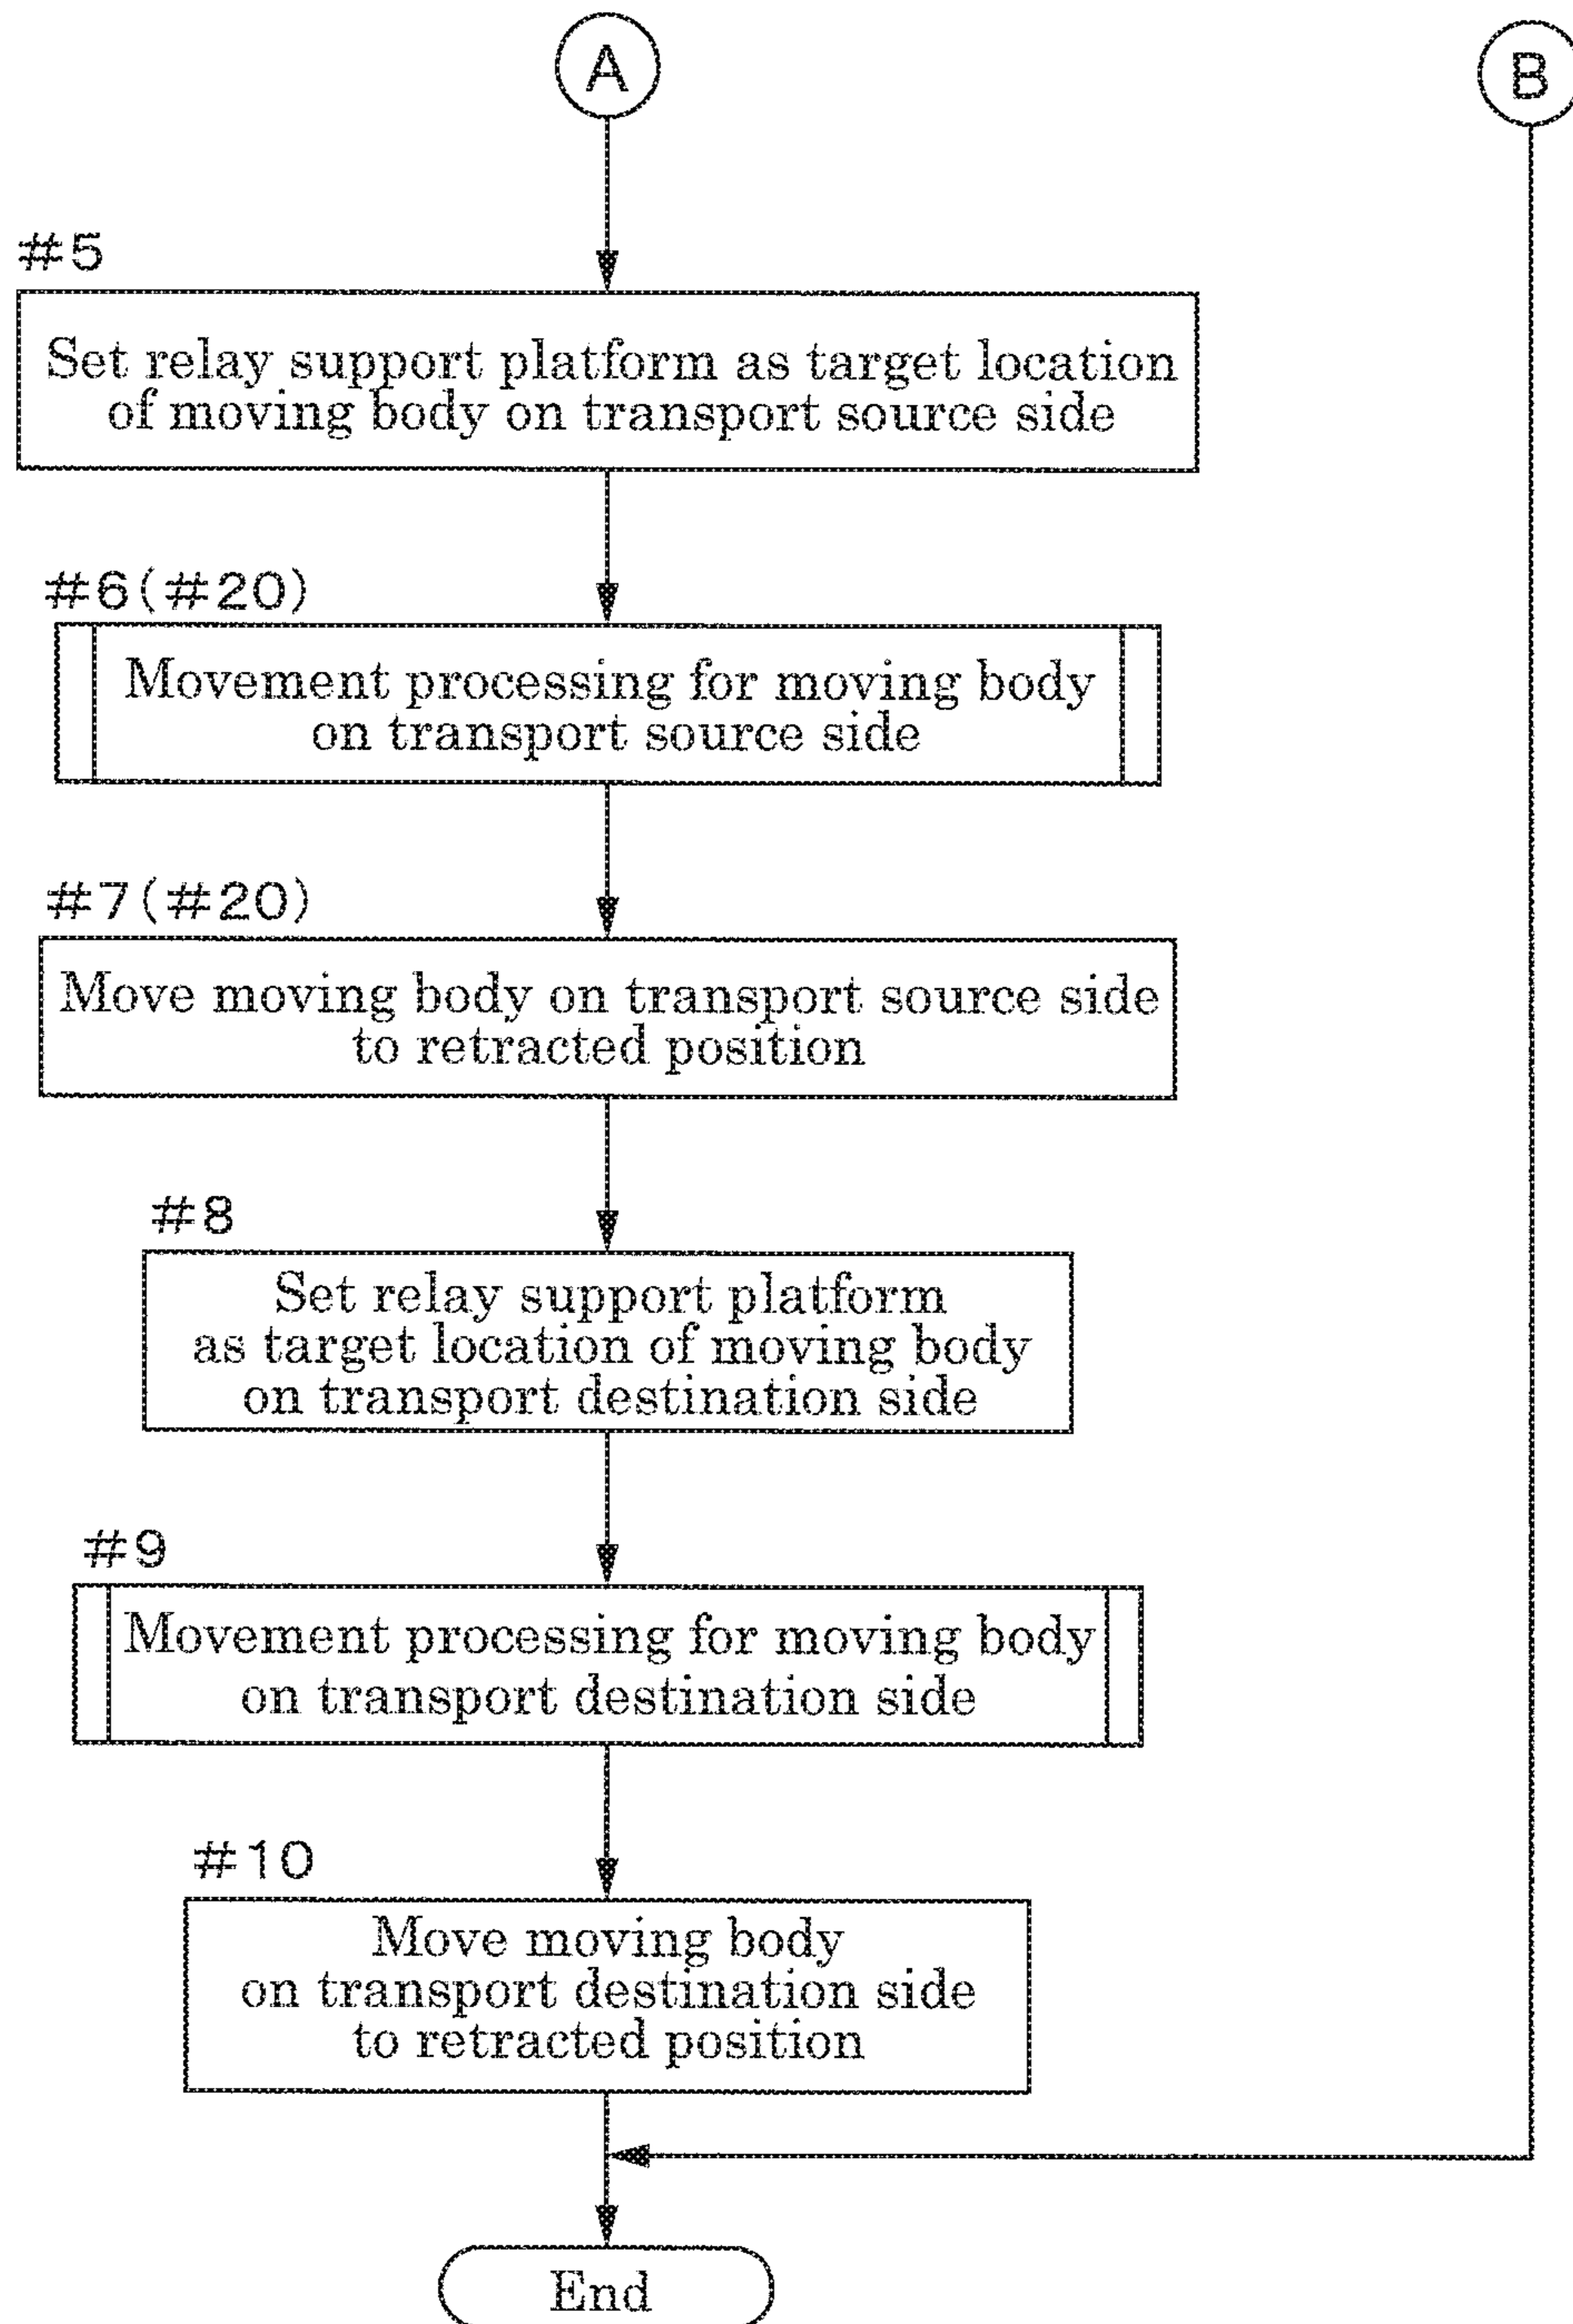 A
B
#5
Set relay support platform as target location
of moving body on transport source side
#6(#20)
Movement processing for moving body
on transport source side
#7(#20)
Move moving body on transport source side
to retracted position
#8
Set relay support platform
as target location of moving body
on transport destination side
#9
Movement processing for moving body
on transport destination side
#10
Move moving body
on transport destination side
to retracted position
End